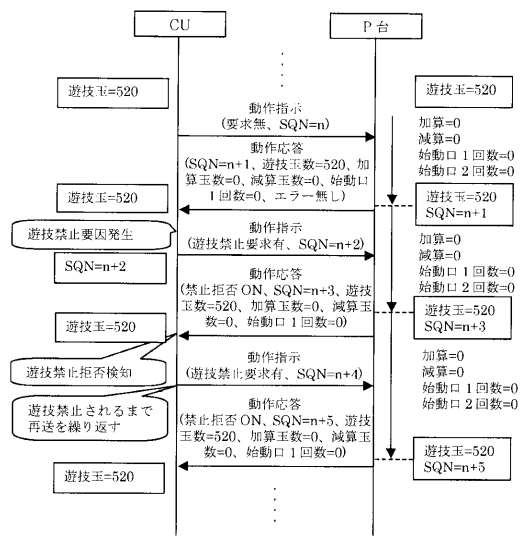 CU
P台
遊技玉=520
遊技玉=520
動作指示
(要求無、SQN=n)
加算=0
減算=0
始動口1回数=0
始動口2回数=0
動作応答
(SQN=n+1、遊技玉数=520、加
算玉数=0、減算玉数=0、始動口
1回数=0、エラー無し)
遊技玉=520
遊技玉=520
SQN=n+1
遊技禁止要因発生
動作指示
(遊技禁止要求有、SQN=n+2)
SQN=n+2
加算=0
減算=0
始動口1回数=0
始動口2回数=0
動作応答
(禁止拒否ON、SQN=n+3、遊技
玉数=520、加算玉数=0、減算玉
数=0、始動口1回数=0)
遊技玉=520
遊技玉=520
SQN=n+3
遊技禁止拒否検知
動作指示
(遊技禁止要求有、SQN=n+4)
加算=0
減算=0
始動口1回数=0
始動口2回数=0
遊技禁止されるまで
再送を繰り返す
動作応答
(禁止拒否ON、SQN=n+5、遊技
玉数=520、加算玉数=0、減算玉
数=0、始動口1回数=0)
遊技玉=520
遊技玉=520
SQN=n+5